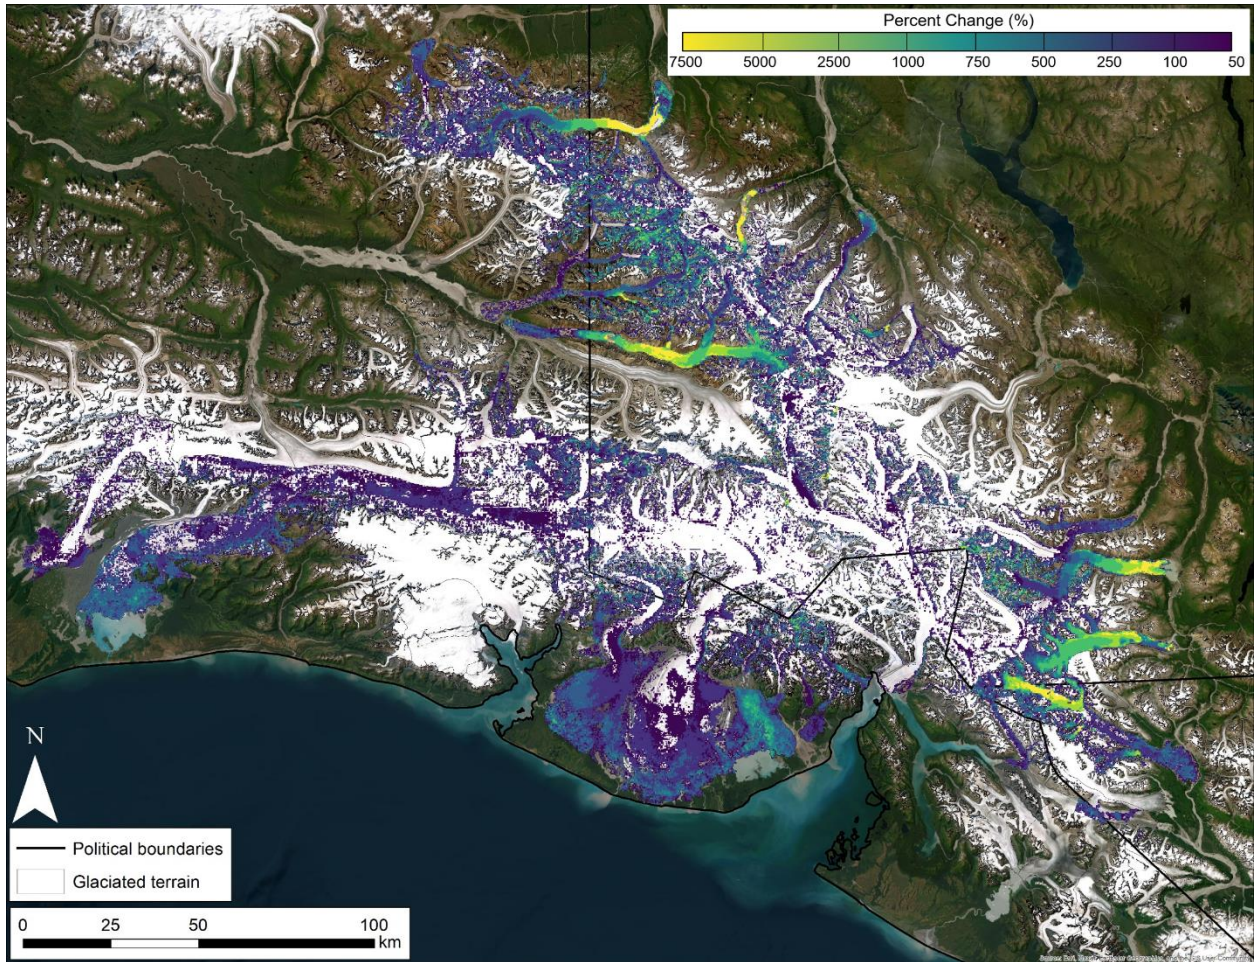 Percent Change (%)
7500 5000 2500 1000 750 500 250 100 50
N
Political boundaries
Glaciated terrain
0 25 50 100
km